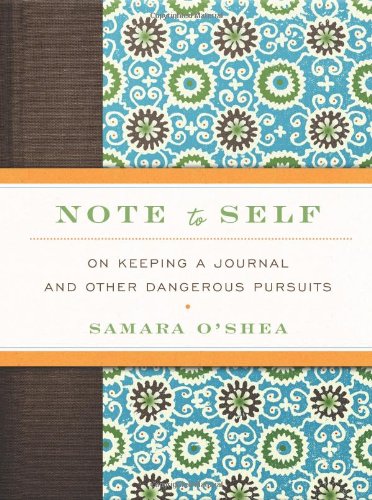 NOTE to SELF
ON KEEPING A JOURNAL
AND OTHER DANGEROUS PURSUITS
SAMARA O'SHEA